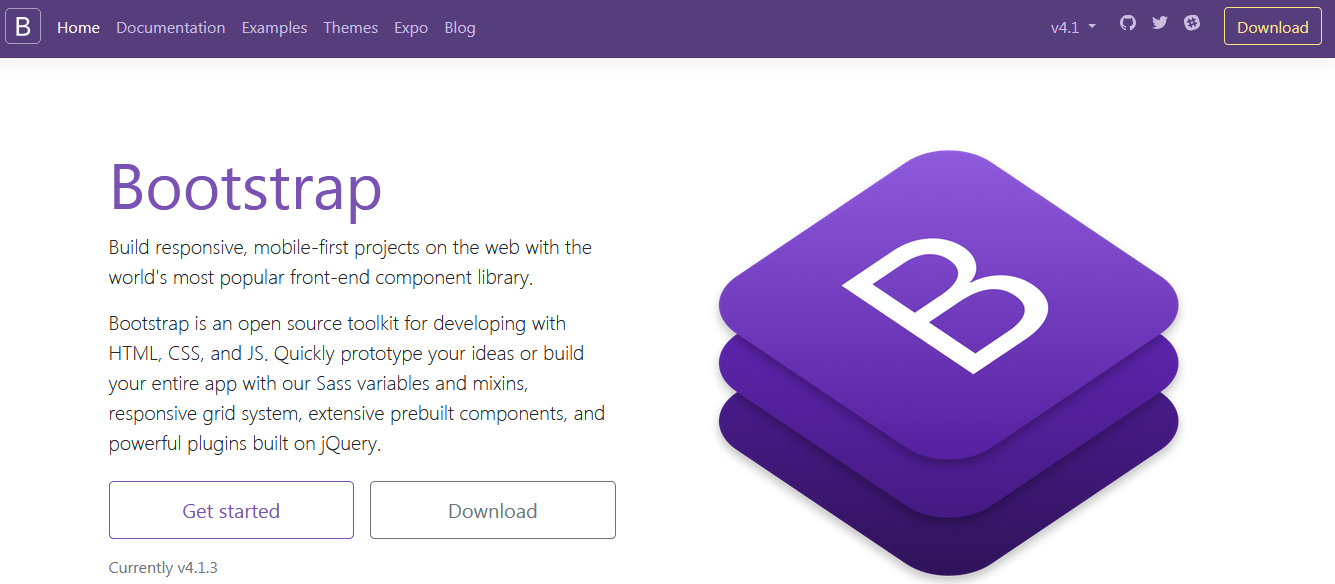 B Home Documentation Examples Themes Expo Blog v4.1 Download
Bootstrap
Build responsive, mobile-first projects on the web with the
world's most popular front-end component library.
Bootstrap is an open source toolkit for developing with
HTML, CSS, and JS. Quickly prototype your ideas or build
your entire app with our Sass variables and mixins,
responsive grid system, extensive prebuilt components, and
powerful plugins built on jQuery.
Get started Download
Currently v4.1.3
B